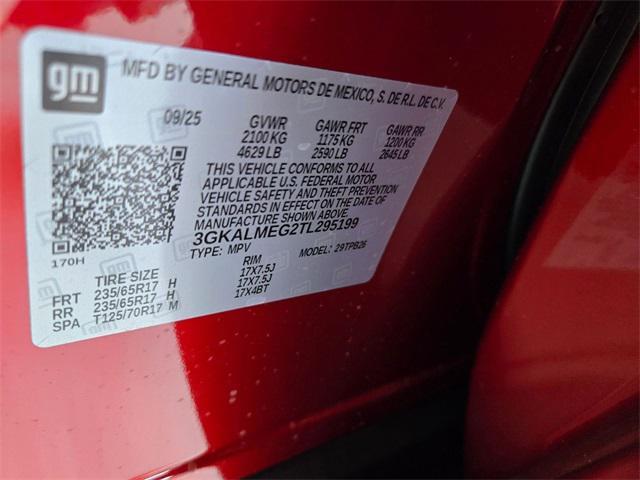 gm
MFD BY GENERAL MOTORS DE MEXICO, S. DE R.L. DE C.V.
09/25 GVWR GAWR FRT GAWR RR
2100 KG 1175 KG 1200 KG
4629 LB 2590 LB 2645 LB
THIS VEHICLE CONFORMS TO ALL
APPLICABLE U.S. FEDERAL MOTOR
VEHICLE SAFETY AND THEFT PREVENTION
STANDARDS IN EFFECT ON THE DATE OF
MANUFACTURE SHOWN ABOVE.
3GKALMEG2TL295199
170H TYPE: MPV MODEL: 29TPB26
TIRE SIZE RIM
FRT 235/65R17 H 17X7.5J
RR 235/65R17 H 17X7.5J
SPA T125/70R17 M 17X4BT